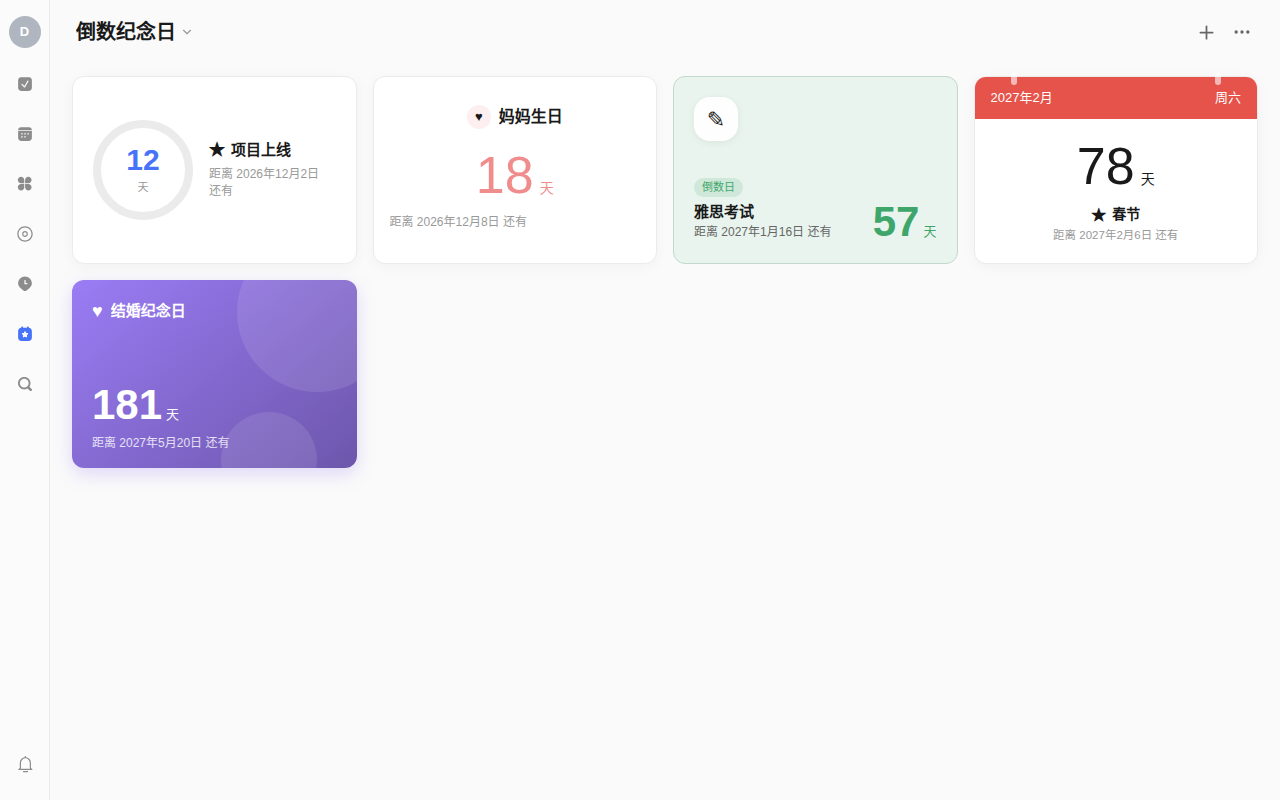 D
倒数纪念日
12
天
★ 项目上线
距离 2026年12月2日
还有
♥ 妈妈生日
18 天
距离 2026年12月8日 还有
✎
倒数日
雅思考试
距离 2027年1月16日 还有
57 天
2027年2月 周六
78 天
★ 春节
距离 2027年2月6日 还有
♥ 结婚纪念日
181 天
距离 2027年5月20日 还有